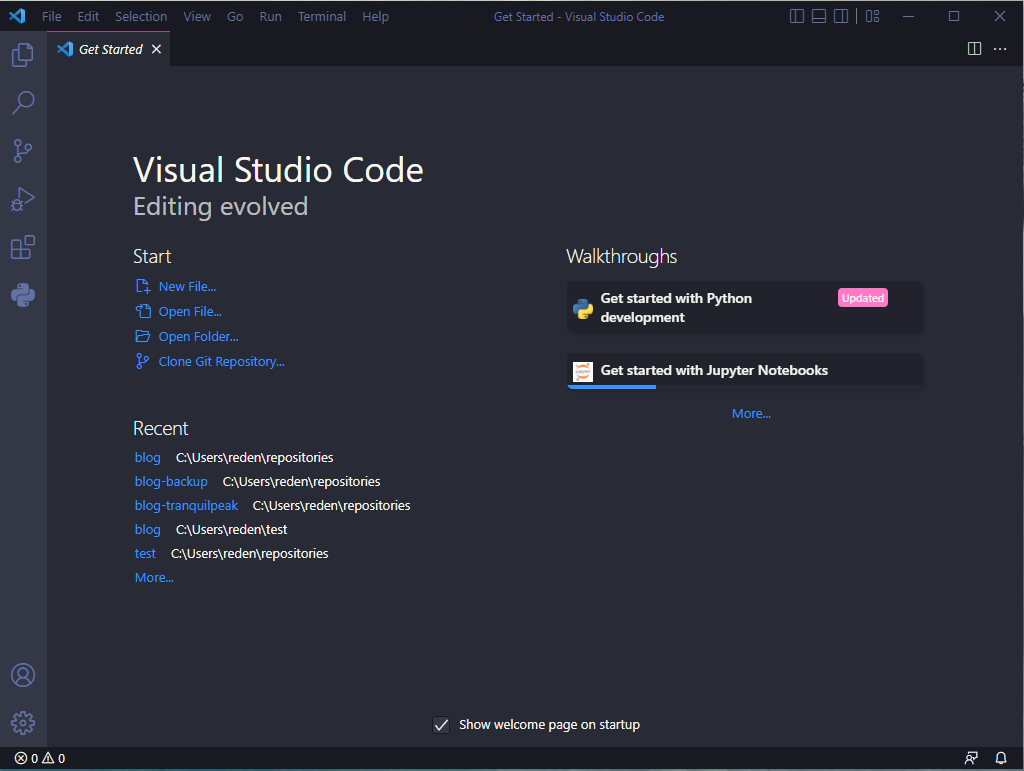 File Edit Selection View Go Run Terminal Help Get Started - Visual Studio Code
Get Started
Visual Studio Code
Editing evolved
Start
New File...
Open File...
Open Folder...
Clone Git Repository...
Recent
blog C:\Users\reden\repositories
blog-backup C:\Users\reden\repositories
blog-tranquilpeak C:\Users\reden\repositories
blog C:\Users\reden\test
test C:\Users\reden\repositories
More...
Walkthroughs
Get started with Python
development
Updated
Get started with Jupyter Notebooks
More...
Show welcome page on startup
0 0